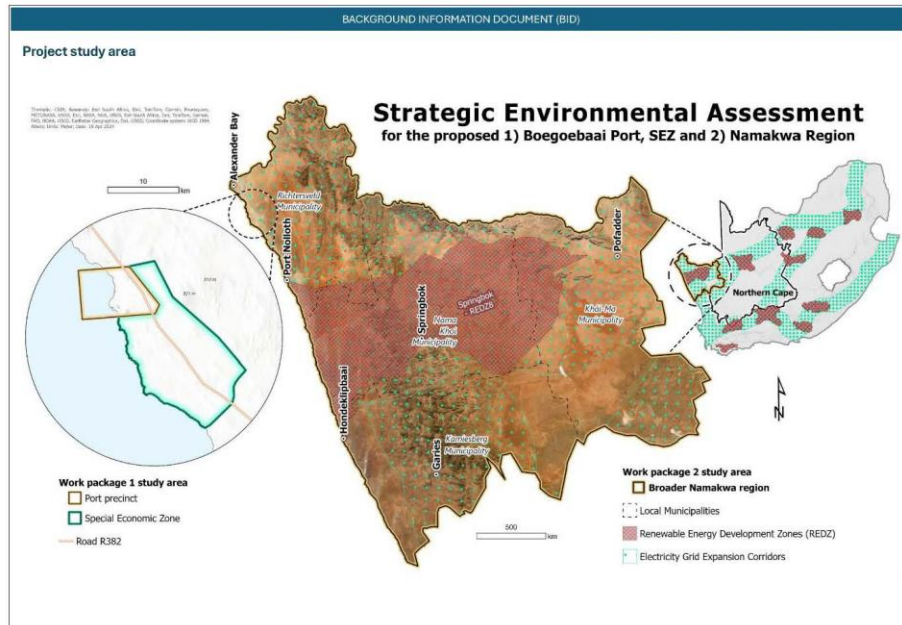 BACKGROUND INFORMATION DOCUMENT (BID)
Project study area
Strategic Environmental Assessment
for the proposed 1) Boegoebaai Port, SEZ and 2) Namakwa Region
Alexander Bay
10
km
Richtersveld
Municipality
Port Nolloth
Pofadder
Northern Cape
Springbok
REDZ8
Springbok
Nama
Khoi
Municipality
Khâi-Ma
Municipality
Hondeklipbaai
Garies
Kamiesberg
Municipality
N
500
km
Work package 1 study area
Port precinct
Special Economic Zone
Road R382
Work package 2 study area
Broader Namakwa region
Local Municipalities
Renewable Energy Development Zones (REDZ)
Electricity Grid Expansion Corridors